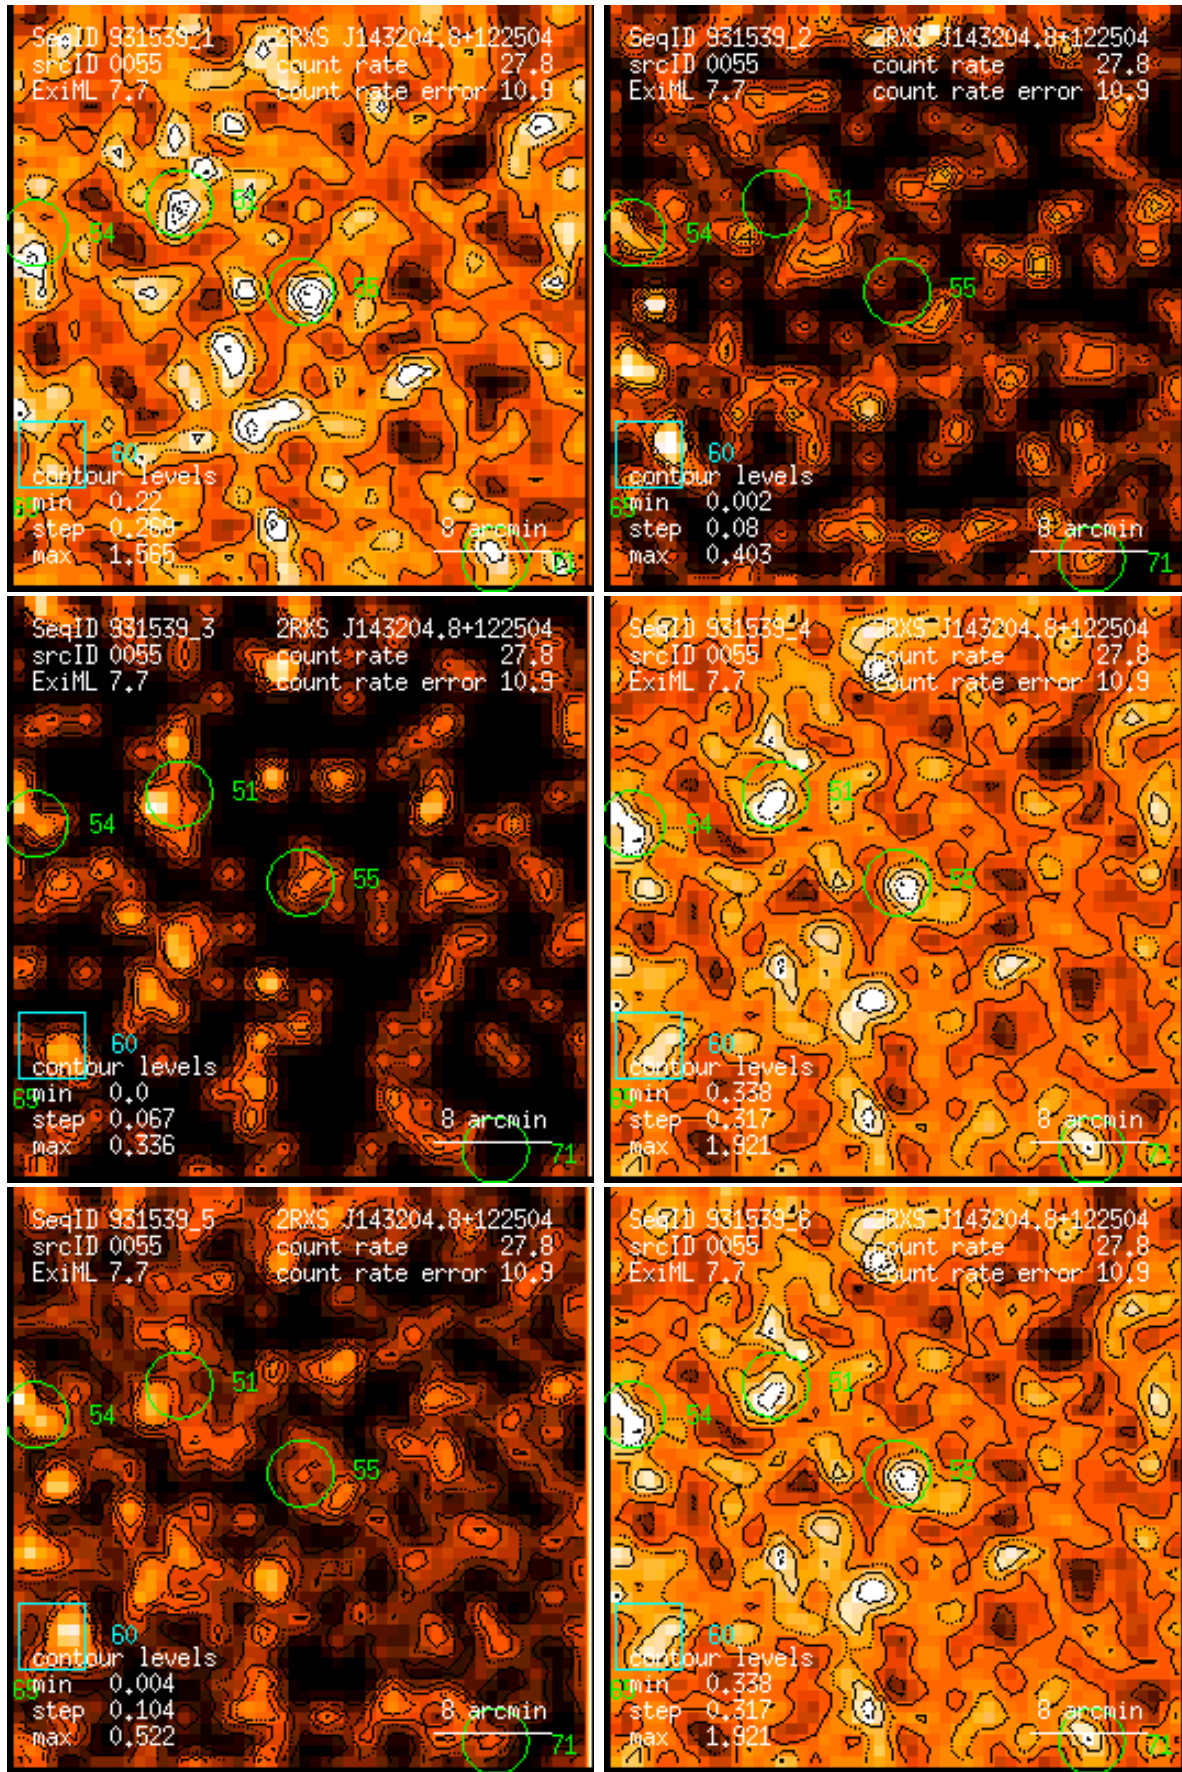 SeqID 931539_1 2RXS J143204.8+122504
srcID 0055 count rate 27.8
ExiML 7.7 count rate error 10.9
51
54
55
60
contour levels
65
min 0.22
step 0.269
8 arcmin
max 1.565
71
SeqID 931539_2 2RXS J143204.8+122504
srcID 0055 count rate 27.8
ExiML 7.7 count rate error 10.9
51
54
55
60
contour levels
65
min 0.002
step 0.08
8 arcmin
max 0.403
71
SeqID 931539_3 2RXS J143204.8+122504
srcID 0055 count rate 27.8
ExiML 7.7 count rate error 10.9
51
54
55
60
contour levels
65
min 0.0
step 0.067
8 arcmin
max 0.336
71
SeqID 931539_4 2RXS J143204.8+122504
srcID 0055 count rate 27.8
ExiML 7.7 count rate error 10.9
51
54
55
60
contour levels
65
min 0.338
step 0.317
8 arcmin
max 1.921
71
SeqID 931539_5 2RXS J143204.8+122504
srcID 0055 count rate 27.8
ExiML 7.7 count rate error 10.9
51
54
55
60
contour levels
65
min 0.004
step 0.104
8 arcmin
max 0.522
71
SeqID 931539_6 2RXS J143204.8+122504
srcID 0055 count rate 27.8
ExiML 7.7 count rate error 10.9
51
54
55
60
contour levels
65
min 0.338
step 0.317
8 arcmin
max 1.921
71